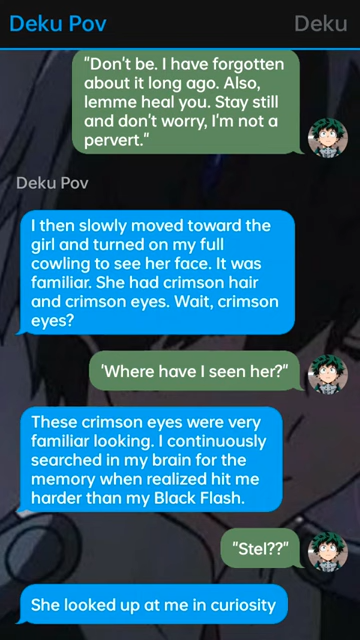 Deku Pov Deku
"Don't be. I have forgotten
about it long ago. Also,
lemme heal you. Stay still
and don't worry, I'm not a
pervert."
Deku Pov
I then slowly moved toward the
girl and turned on my full
cowling to see her face. It was
familiar. She had crimson hair
and crimson eyes. Wait, crimson
eyes?
'Where have I seen her?"
These crimson eyes were very
familiar looking. I continuously
searched in my brain for the
memory when realized hit me
harder than my Black Flash.
"Stel??"
She looked up at me in curiosity